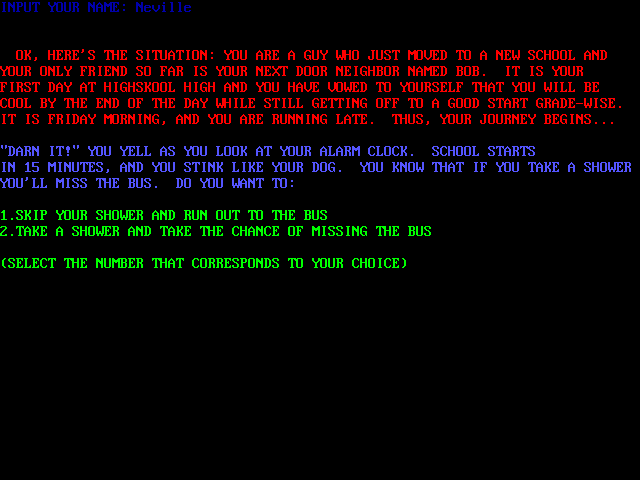 INPUT YOUR NAME: Neville
OK, HERE'S THE SITUATION: YOU ARE A GUY WHO JUST MOVED TO A NEW SCHOOL AND
YOUR ONLY FRIEND SO FAR IS YOUR NEXT DOOR NEIGHBOR NAMED BOB.  IT IS YOUR
FIRST DAY AT HIGHSKOOL HIGH AND YOU HAVE VOWED TO YOURSELF THAT YOU WILL BE
COOL BY THE END OF THE DAY WHILE STILL GETTING OFF TO A GOOD START GRADE-WISE.
IT IS FRIDAY MORNING, AND YOU ARE RUNNING LATE.  THUS, YOUR JOURNEY BEGINS...
"DARN IT!" YOU YELL AS YOU LOOK AT YOUR ALARM CLOCK.  SCHOOL STARTS
IN 15 MINUTES, AND YOU STINK LIKE YOUR DOG.  YOU KNOW THAT IF YOU TAKE A SHOWER
YOU'LL MISS THE BUS.  DO YOU WANT TO:
1.SKIP YOUR SHOWER AND RUN OUT TO THE BUS
2.TAKE A SHOWER AND TAKE THE CHANCE OF MISSING THE BUS
(SELECT THE NUMBER THAT CORRESPONDS TO YOUR CHOICE)